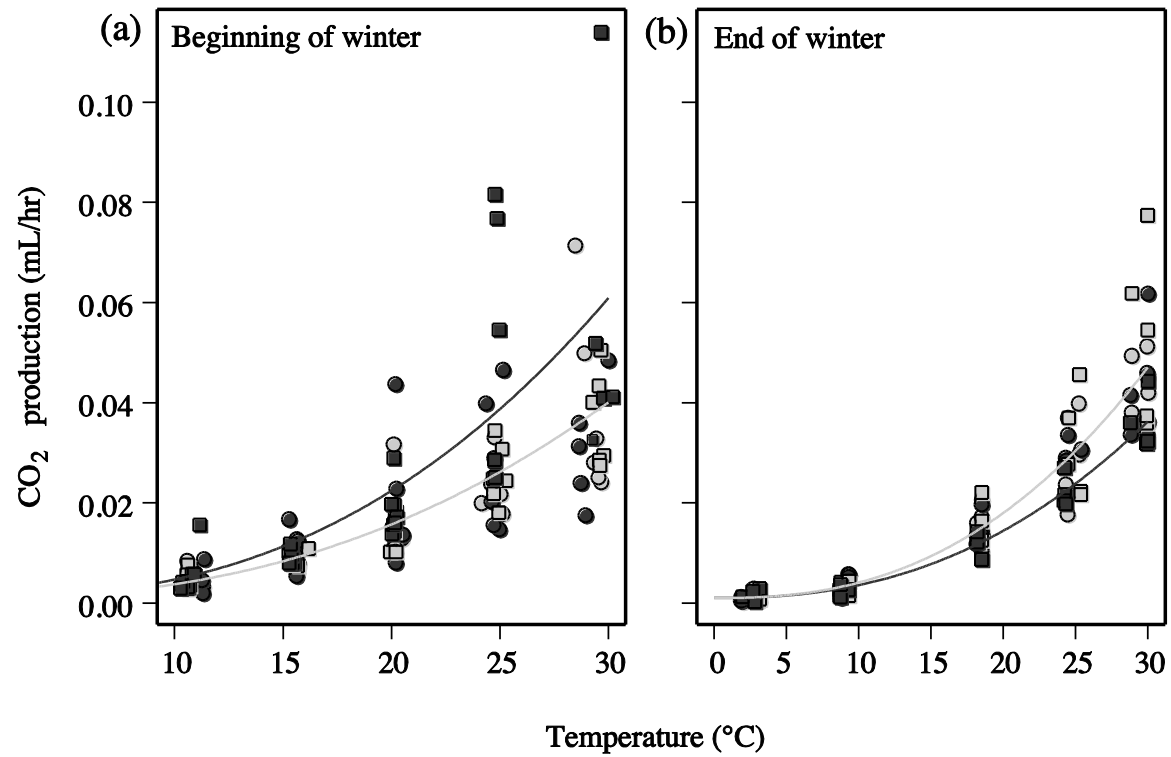 (a) Beginning of winter
(b) End of winter
0.10
0.08
0.06
0.04
0.02
0.00
CO2 production (mL/hr)
10 15 20 25 30
0 5 10 15 20 25 30
Temperature (°C)